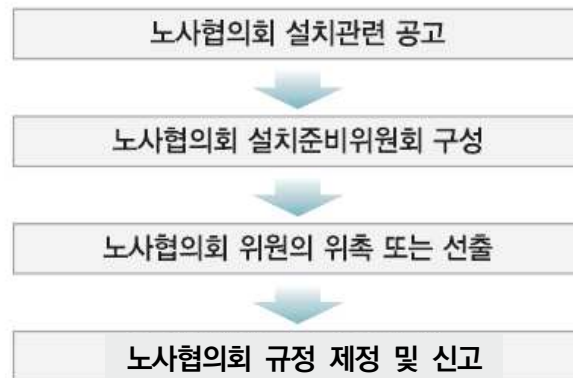 노사협의회 설치관련 공고
노사협의회 설치준비위원회 구성
노사협의회 위원의 위촉 또는 선출
노사협의회 규정 제정 및 신고